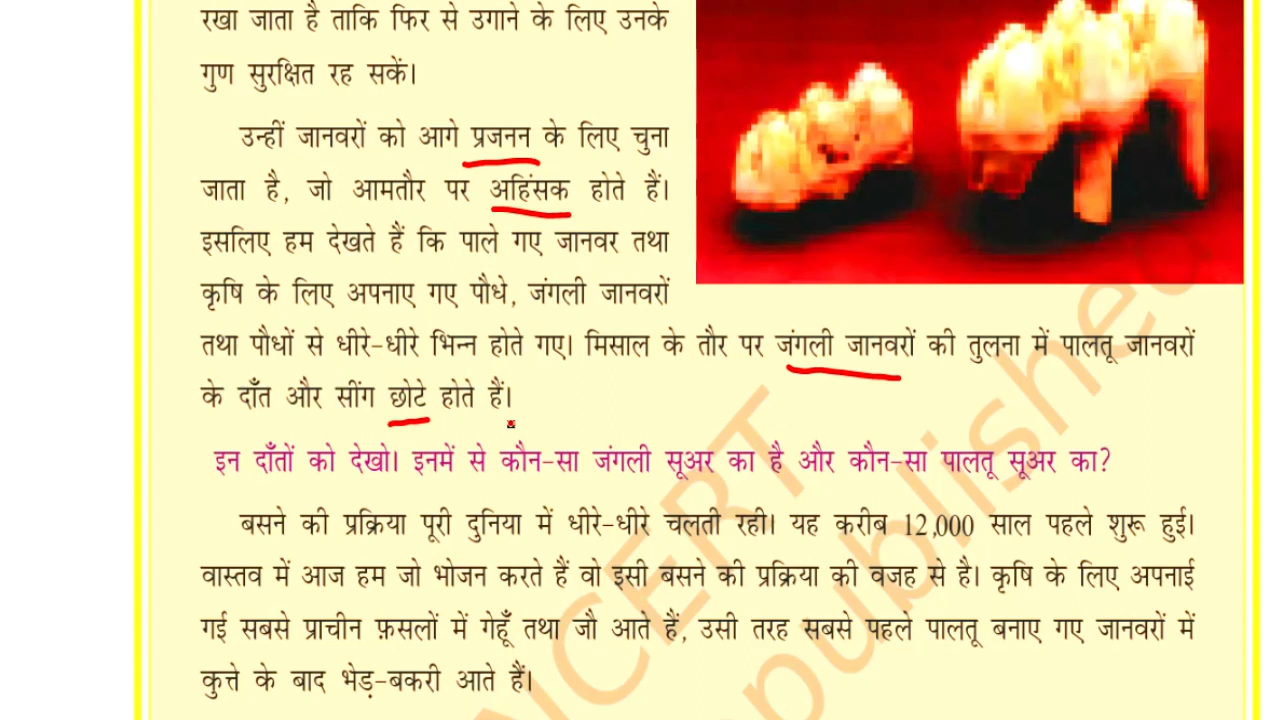 रखा जाता है ताकि फिर से उगाने के लिए उनके
गुण सुरक्षित रह सकें।
उन्हीं जानवरों को आगे प्रजनन के लिए चुना
जाता है, जो आमतौर पर अहिंसक होते हैं।
इसलिए हम देखते हैं कि पाले गए जानवर तथा
कृषि के लिए अपनाए गए पौधे, जंगली जानवरों
तथा पौधों से धीरे-धीरे भिन्न होते गए। मिसाल के तौर पर जंगली जानवरों की तुलना में पालतू जानवरों
के दाँत और सींग छोटे होते हैं।
इन दाँतों को देखो। इनमें से कौन-सा जंगली सूअर का है और कौन-सा पालतू सूअर का?
बसने की प्रक्रिया पूरी दुनिया में धीरे-धीरे चलती रही। यह करीब 12,000 साल पहले शुरू हुई।
वास्तव में आज हम जो भोजन करते हैं वो इसी बसने की प्रक्रिया की वजह से है। कृषि के लिए अपनाई
गई सबसे प्राचीन फ़सलों में गेहूँ तथा जौ आते हैं, उसी तरह सबसे पहले पालतू बनाए गए जानवरों में
कुत्ते के बाद भेड़-बकरी आते हैं।
NCERT
published